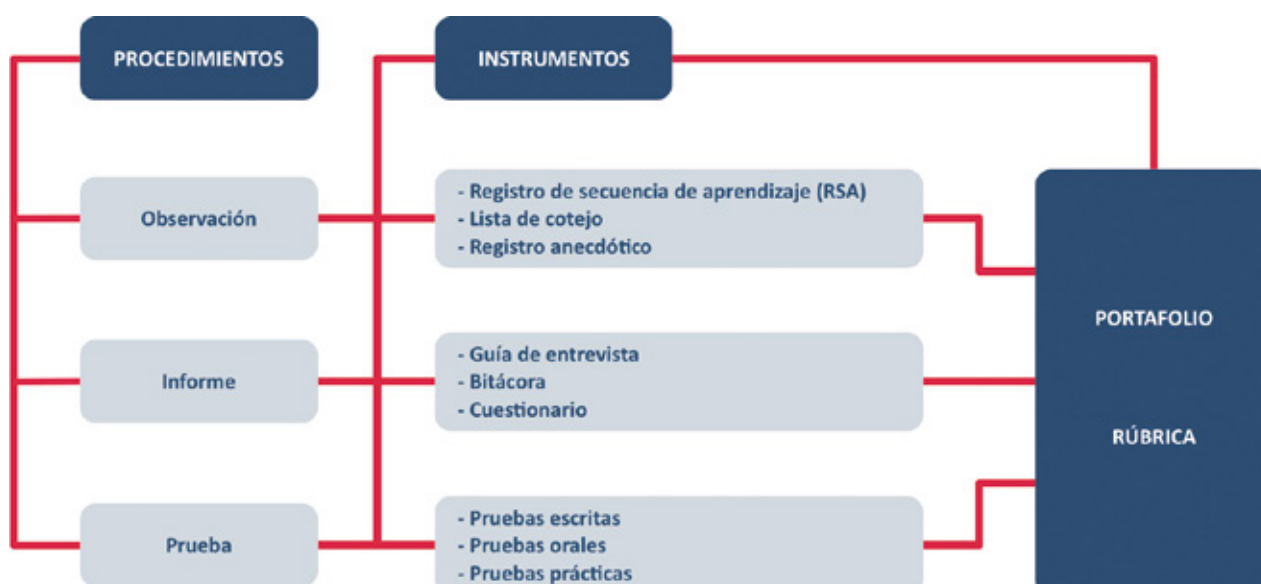 PROCEDIMIENTOS
INSTRUMENTOS
Observación
- Registro de secuencia de aprendizaje (RSA)
- Lista de cotejo
- Registro anecdótico
Informe
- Guía de entrevista
- Bitácora
- Cuestionario
Prueba
- Pruebas escritas
- Pruebas orales
- Pruebas prácticas
PORTAFOLIO
RÚBRICA